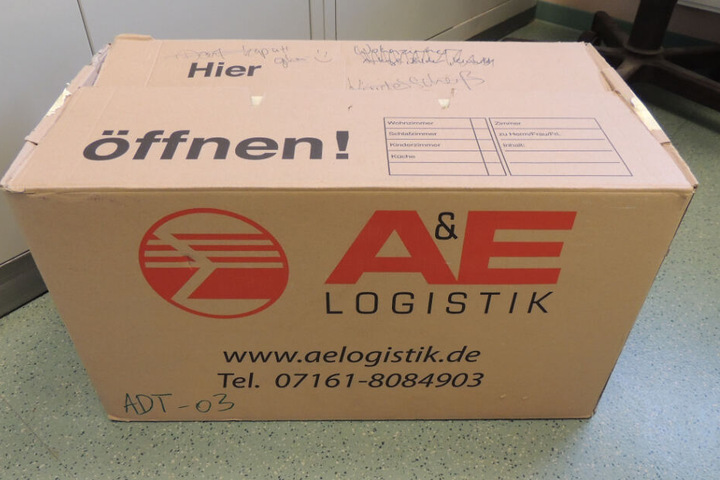 Hier
öffnen!
Wohnzimmer
Schlafzimmer
Kinderzimmer
Küche
Zimmer
zu Herrn/Frau/Frl.
Inhalt:
A&E
LOGISTIK
www.aelogistik.de
Tel. 07161-8084903
ADT-03